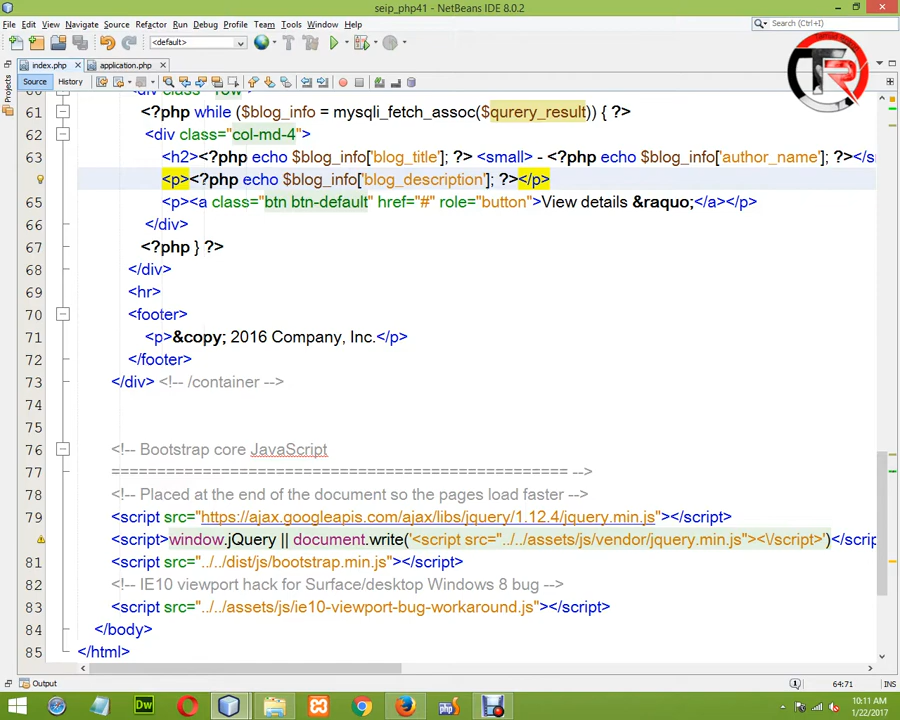 seip_php41 - NetBeans IDE 8.0.2
File Edit View Navigate Source Refactor Run Debug Profile Team Tools Window Help
Search (Ctrl+I)
<default>
index.php application.php
Source History
Projects
61 <?php while ($blog_info = mysqli_fetch_assoc($qurery_result)) { ?>
62 <div class="col-md-4">
63 <h2><?php echo $blog_info['blog_title']; ?> <small> - <?php echo $blog_info['author_name']; ?></s
<p><?php echo $blog_info['blog_description']; ?></p>
65 <p><a class="btn btn-default" href="#" role="button">View details &raquo;</a></p>
66 </div>
67 <?php } ?>
68 </div>
69 <hr>
70 <footer>
71 <p>&copy; 2016 Company, Inc.</p>
72 </footer>
73 </div> <!-- /container -->
74
75
76 <!-- Bootstrap core JavaScript
77 ================================================== -->
78 <!-- Placed at the end of the document so the pages load faster -->
79 <script src="https://ajax.googleapis.com/ajax/libs/jquery/1.12.4/jquery.min.js"></script>
<script>window.jQuery || document.write('<script src="../../assets/js/vendor/jquery.min.js"><\/script>')</scrip
81 <script src="../../dist/js/bootstrap.min.js"></script>
82 <!-- IE10 viewport hack for Surface/desktop Windows 8 bug -->
83 <script src="../../assets/js/ie10-viewport-bug-workaround.js"></script>
84 </body>
85 </html>
Output
64:71 INS
Dw
10:11 AM
1/22/2017